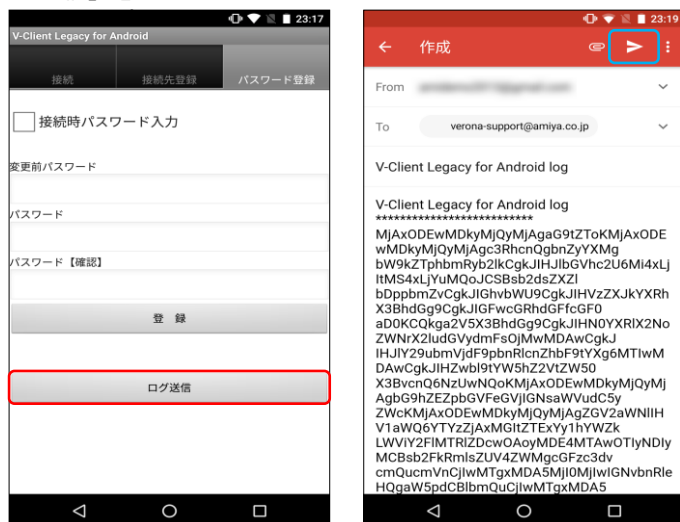 23:17
V-Client Legacy for Android
接続 接続先登録 パスワード登録
接続時パスワード入力
変更前パスワード
パスワード
パスワード【確認】
登 録
ログ送信
23:19
作成
From
To verona-support@amiya.co.jp
V-Client Legacy for Android log
V-Client Legacy for Android log
**************************
MjAxODEwMDkyMjQyMjAgaG9tZToKMjAxODE
wMDkyMjQyMjAgc3RhcnQgbnZyYXMg
bW9kZTphbmRyb2lkCgkJIHJlbGVhc2U6Mi4xLj
ItMS4xLjYuMQoJCSBsb2dsZXZl
bDppbmZvCgkJIGhvbWU9CgkJIHVzZXJkYXRh
X3BhdGg9CgkJIGFwcGRhdGFfcGF0
aD0KCQkga2V5X3BhdGg9CgkJIHN0YXRlX2No
ZWNrX2ludGVydmFsOjMwMDAwCgkJ
IHJlY29ubmVjdF9pbnRlcnZhbF9tYXg6MTIwM
DAwCgkJIHZwbl9tYW5hZ2VtZW50
X3BvcnQ6NzUwNQoKMjAxODEwMDkyMjQyMj
AgbG9hZEZpbGVFeGVjIGNsaWVudC5y
ZWcKMjAxODEwMDkyMjQyMjAgZGV2aWNlIH
V1aWQ6YTYzZjAxMGItZTExYy1hYWZk
LWViY2FlMTRlZDcwOAoyMDE4MTAwOTIyNDIy
MCBsb2FkRmlsZUV4ZWMgcGFzc3dv
cmQucmVnCjIwMTgxMDA5MjI0MjIwIGNvbnRle
HQgaW5pdCBlbmQuCjIwMTgxMDA5